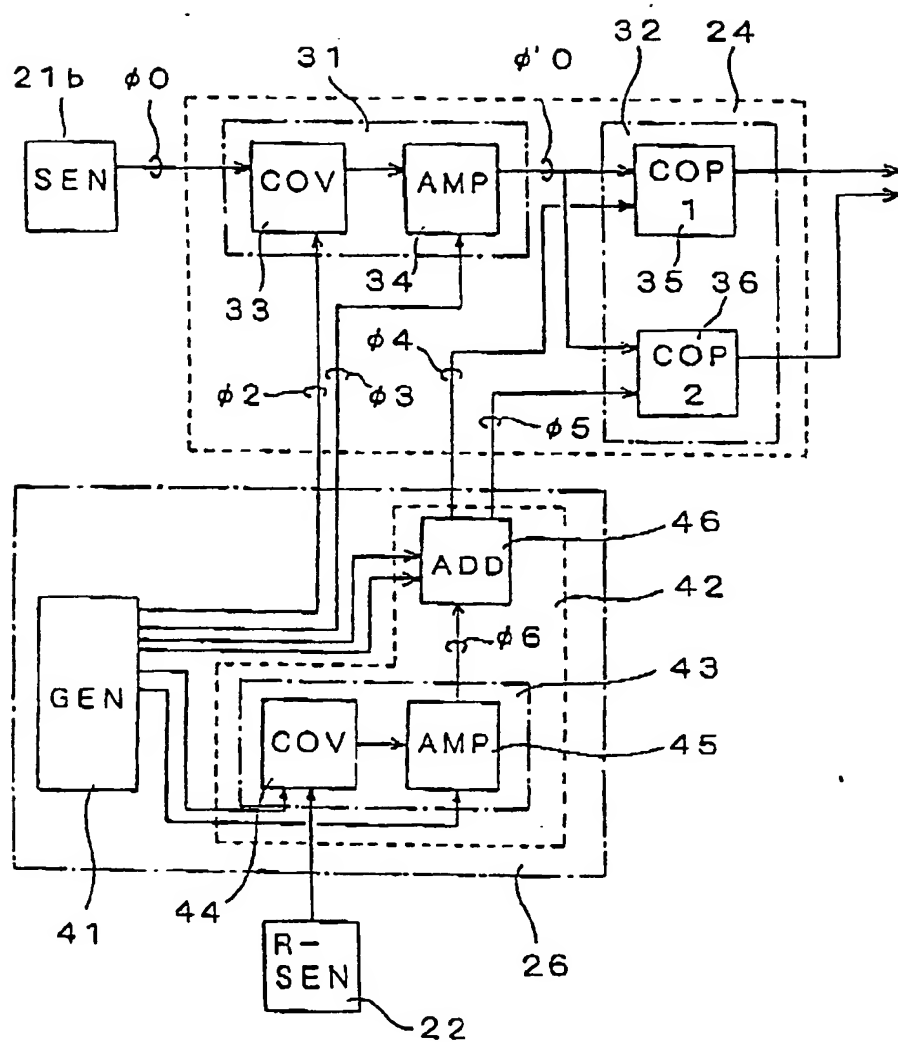 31 φ'0 32 24
21b φ0
SEN COV AMP COP 1
33 34 35 36
COP 2
φ4
φ2 φ3 φ5
ADD 46
42
φ6
43
GEN COV AMP 45
41 44
R-SEN 26
22